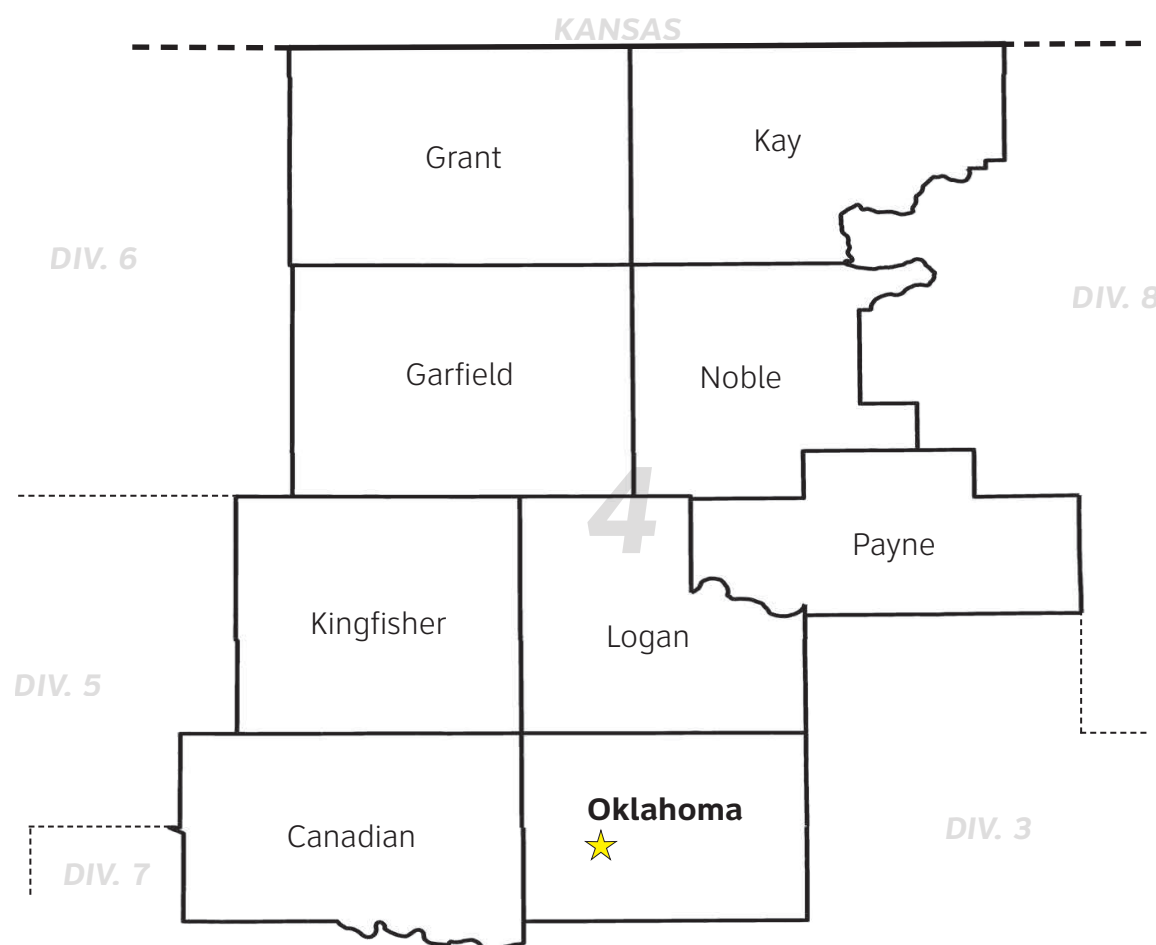 KANSAS
Grant
Kay
DIV. 6
DIV. 8
Garfield
Noble
4
Payne
Kingfisher
Logan
DIV. 5
Oklahoma
Canadian
DIV. 3
DIV. 7